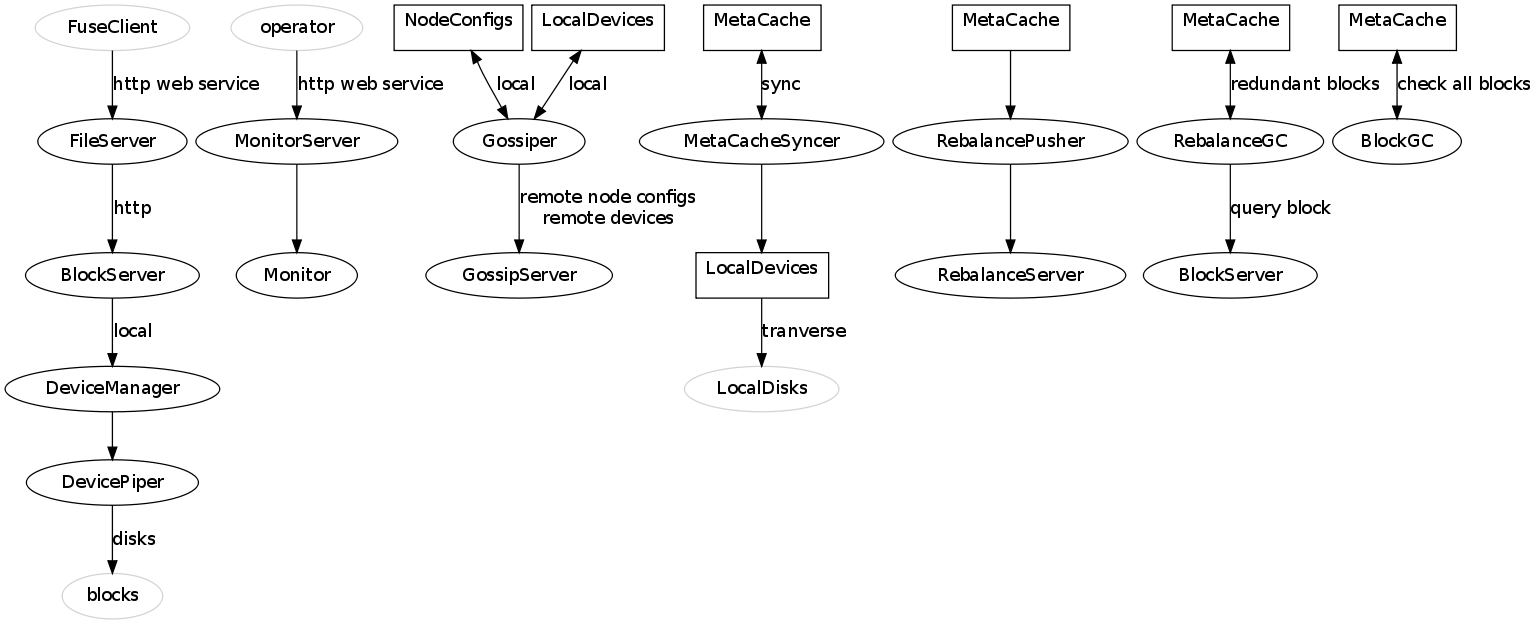 FuseClient
operator
NodeConfigs
LocalDevices
MetaCache
MetaCache
MetaCache
MetaCache
http web service
http web service
local
local
sync
redundant blocks
check all blocks
FileServer
MonitorServer
Gossiper
MetaCacheSyncer
RebalancePusher
RebalanceGC
BlockGC
http
remote node configs
remote devices
query block
BlockServer
Monitor
GossipServer
LocalDevices
RebalanceServer
BlockServer
local
tranverse
DeviceManager
LocalDisks
DevicePiper
disks
blocks